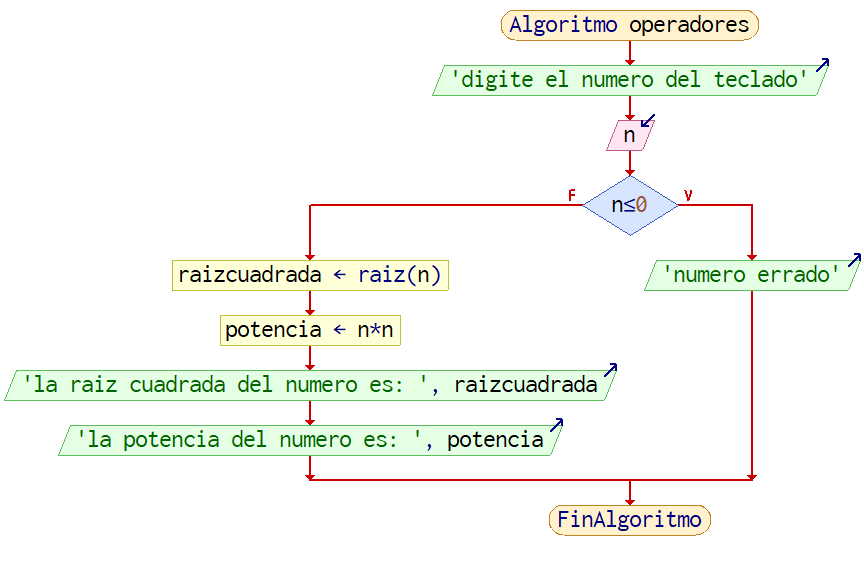 Algoritmo operadores
'digite el numero del teclado'
n
F
n≤0
V
raizcuadrada ← raiz(n)
'numero errado'
potencia ← n*n
'la raiz cuadrada del numero es: ', raizcuadrada
'la potencia del numero es: ', potencia
FinAlgoritmo